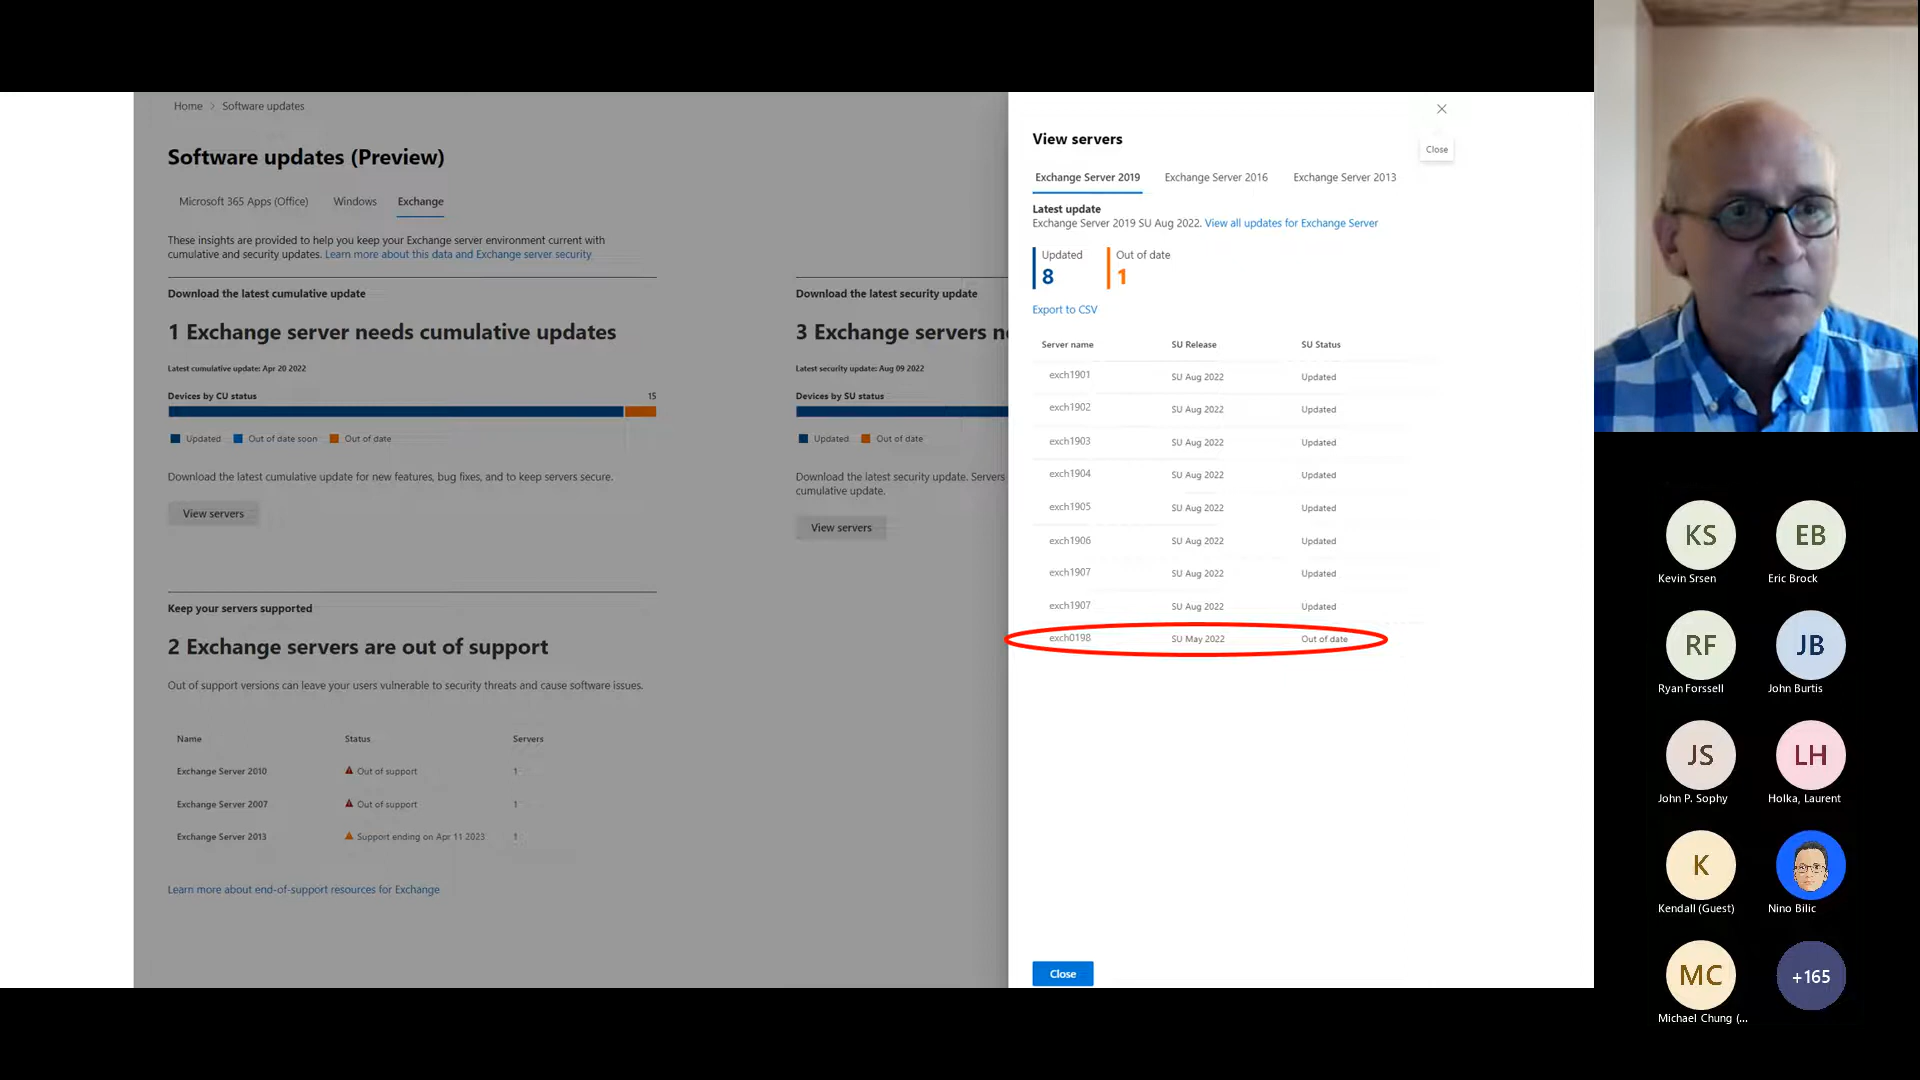 Home > Software updates
Software updates (Preview)
Microsoft 365 Apps (Office) Windows Exchange
These insights are provided to help you keep your Exchange server environment current with
cumulative and security updates. Learn more about this data and Exchange server security
Download the latest cumulative update
1 Exchange server needs cumulative updates
Latest cumulative update: Apr 20 2022
Devices by CU status 15
Updated Out of date soon Out of date
Download the latest cumulative update for new features, bug fixes, and to keep servers secure.
View servers
Download the latest security update
3 Exchange servers
Latest security update: Aug 09 2022
Devices by SU status
Updated Out of date
Download the latest security update. Servers
cumulative update.
View servers
Keep your servers supported
2 Exchange servers are out of support
Out of support versions can leave your users vulnerable to security threats and cause software issues.
Name Status Servers
Exchange Server 2010 Out of support 1
Exchange Server 2007 Out of support 1
Exchange Server 2013 Support ending on Apr 11 2023 1
Learn more about end-of-support resources for Exchange
View servers
Close
Exchange Server 2019 Exchange Server 2016 Exchange Server 2013
Latest update
Exchange Server 2019 SU Aug 2022. View all updates for Exchange Server
Updated Out of date
8 1
Export to CSV
Server name SU Release SU Status
exch1901 SU Aug 2022 Updated
exch1902 SU Aug 2022 Updated
exch1903 SU Aug 2022 Updated
exch1904 SU Aug 2022 Updated
exch1905 SU Aug 2022 Updated
exch1906 SU Aug 2022 Updated
exch1907 SU Aug 2022 Updated
exch1907 SU Aug 2022 Updated
exch0198 SU May 2022 Out of date
Close
KS EB
Kevin Srsen Eric Brock
RF JB
Ryan Forssell John Burtis
JS LH
John P. Sophy Holka, Laurent
K
Kendall (Guest) Nino Bilic
MC +165
Michael Chung (...